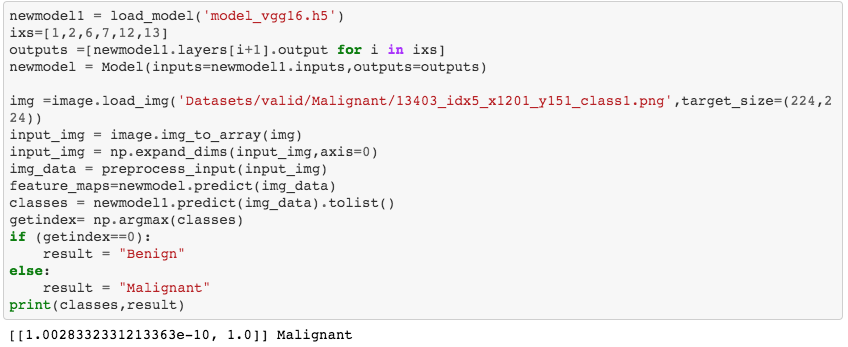 newmodel1 = load_model('model_vgg16.h5')
ixs=[1,2,6,7,12,13]
outputs =[newmodel1.layers[i+1].output for i in ixs]
newmodel = Model(inputs=newmodel1.inputs,outputs=outputs)
img =image.load_img('Datasets/valid/Malignant/13403_idx5_x1201_y151_class1.png',target_size=(224,2
24))
input_img = image.img_to_array(img)
input_img = np.expand_dims(input_img,axis=0)
img_data = preprocess_input(input_img)
feature_maps=newmodel.predict(img_data)
classes = newmodel1.predict(img_data).tolist()
getindex= np.argmax(classes)
if (getindex==0):
    result = "Benign"
else:
    result = "Malignant"
print(classes,result)
[[1.0028332331213363e-10, 1.0]] Malignant